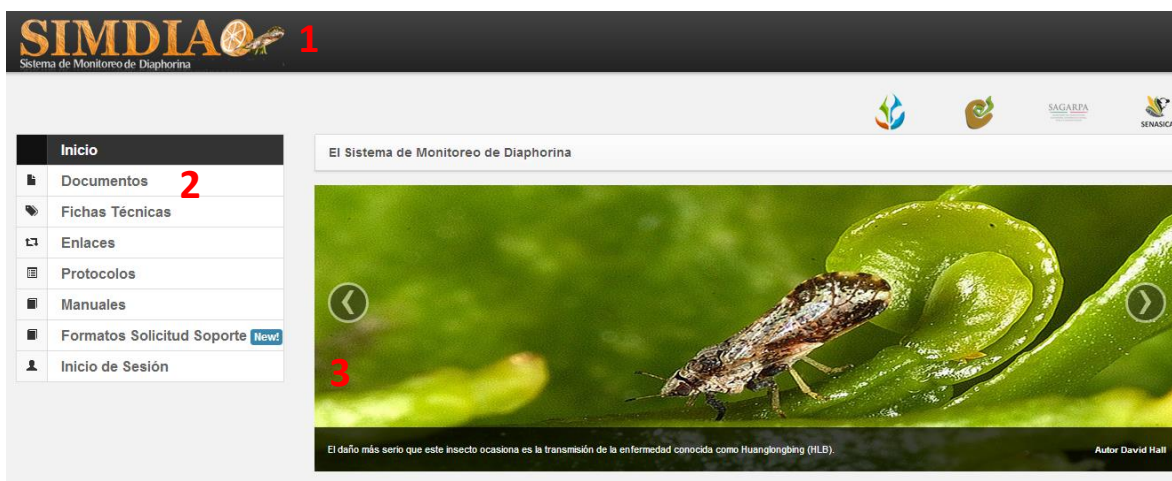 SIMDIA
Sistema de Monitoreo de Diaphorina
1
SAGARPA
SENASICA
Inicio
Documentos
2
Fichas Técnicas
Enlaces
Protocolos
Manuales
Formatos Solicitud Soporte New!
Inicio de Sesión
El Sistema de Monitoreo de Diaphorina
3
El daño más serio que este insecto ocasiona es la transmisión de la enfermedad conocida como Huanglongbing (HLB).
Autor David Hall